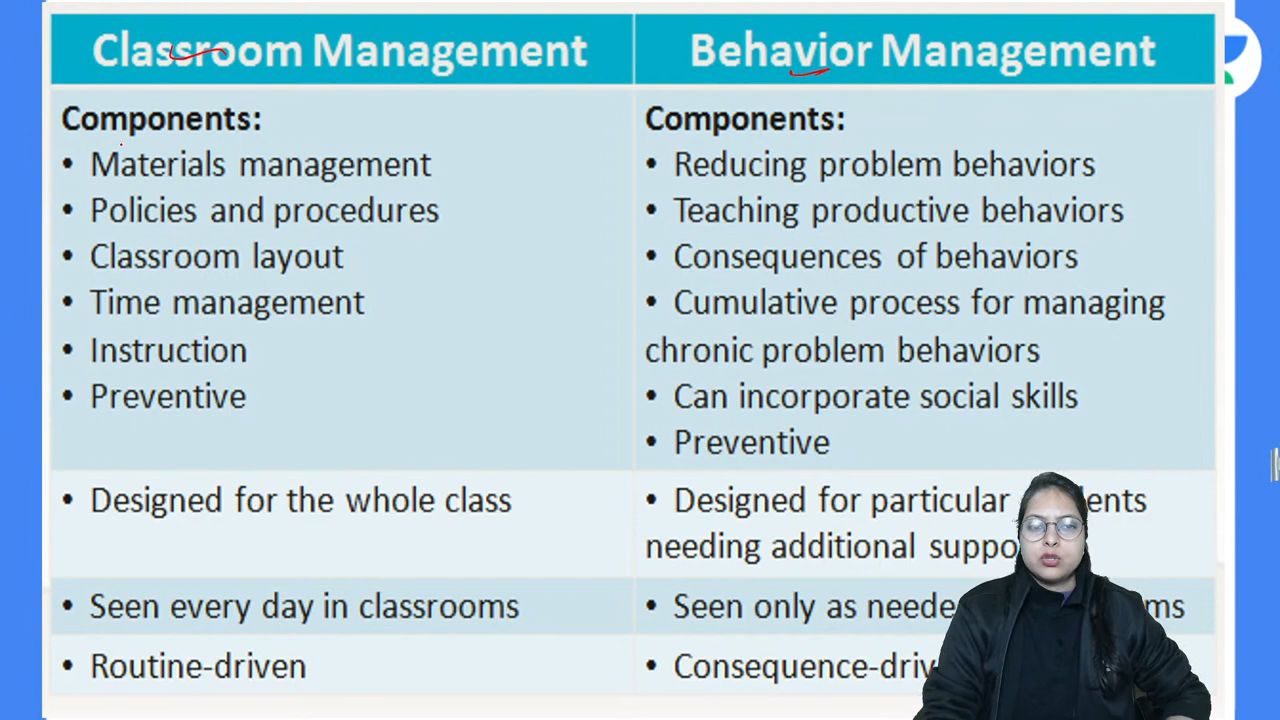 Classroom Management
Behavior Management
Components:
• Materials management
• Policies and procedures
• Classroom layout
• Time management
• Instruction
• Preventive
Components:
• Reducing problem behaviors
• Teaching productive behaviors
• Consequences of behaviors
• Cumulative process for managing
chronic problem behaviors
• Can incorporate social skills
• Preventive
• Designed for the whole class
• Designed for particular
needing additional
• Seen every day in classrooms
• Seen only as
• Routine-driven
•